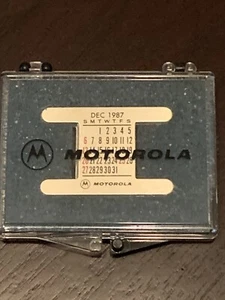 DEC 1987
S M T W T F S
1 2 3 4 5
6 7 8 9 10 11 12
MOTOROLA
27 28 29 30 31
MOTOROLA